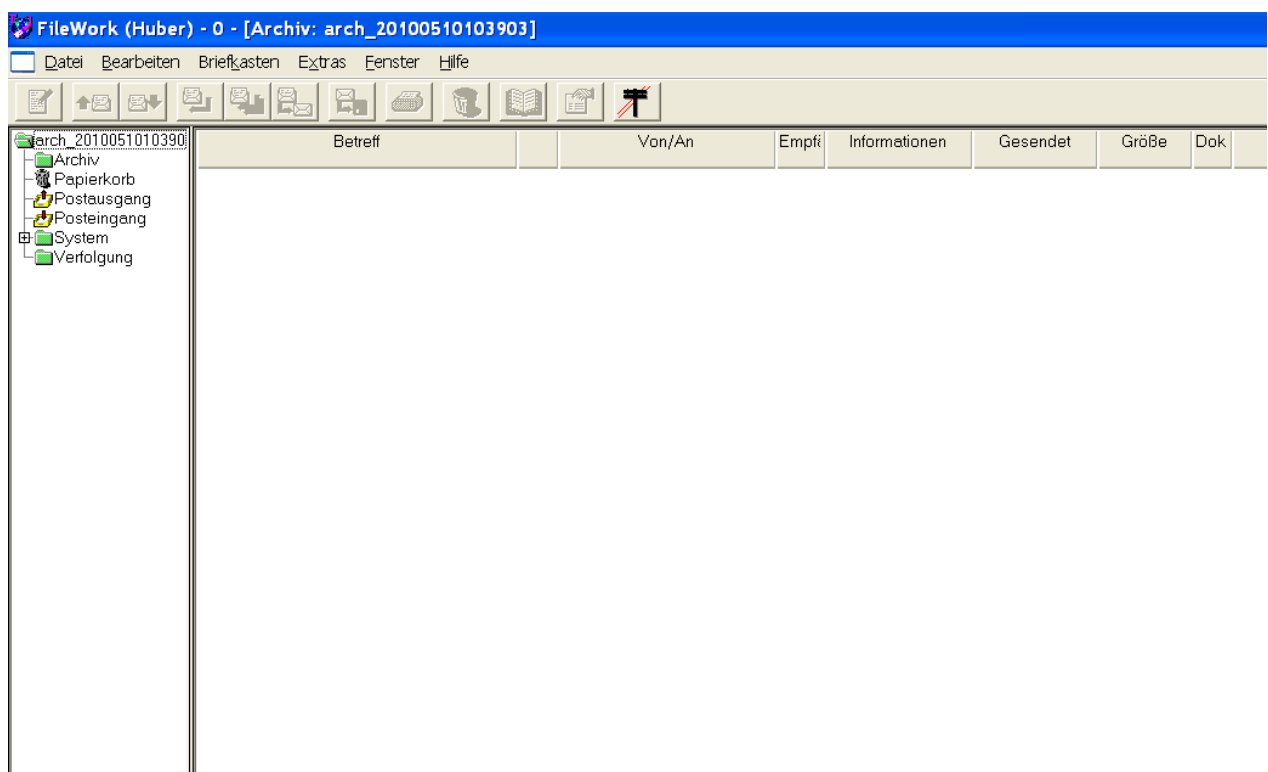 FileWork (Huber) - 0 - [Archiv: arch_20100510103903]
Datei Bearbeiten Briefkasten Extras Fenster Hilfe
arch_2010051010390
Archiv
Papierkorb
Postausgang
Posteingang
System
Verfolgung
Betreff Von/An Empfä Informationen Gesendet Größe Dok